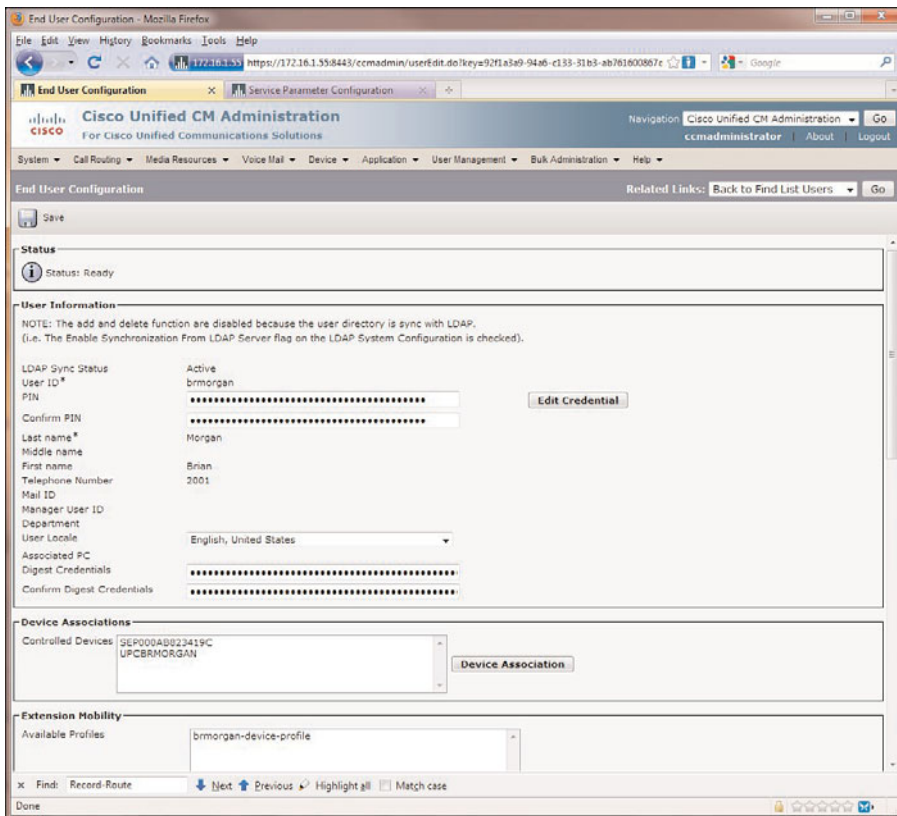 End User Configuration - Mozilla Firefox
File Edit View History Bookmarks Tools Help
172.16.1.55 https://172.16.1.55:8443/ccmadmin/userEdit.do?key=92f1a3a9-94a6-c133-31b3-ab761600867c Google
End User Configuration Service Parameter Configuration
cisco
Cisco Unified CM Administration
For Cisco Unified Communications Solutions
Navigation Cisco Unified CM Administration Go
ccmadministrator About Logout
System Call Routing Media Resources Voice Mail Device Application User Management Bulk Administration Help
End User Configuration Related Links: Back to Find List Users Go
Save
Status
Status: Ready
User Information
NOTE: The add and delete function are disabled because the user directory is sync with LDAP.
(i.e. The Enable Synchronization From LDAP Server flag on the LDAP System Configuration is checked).
LDAP Sync Status Active
User ID* brmorgan
PIN Edit Credential
Confirm PIN
Last name* Morgan
Middle name
First name Brian
Telephone Number 2001
Mail ID
Manager User ID
Department
User Locale English, United States
Associated PC
Digest Credentials
Confirm Digest Credentials
Device Associations
Controlled Devices SEP000AB823419C
UPCBRMORGAN
Device Association
Extension Mobility
Available Profiles brmorgan-device-profile
x Find: Record-Route Next Previous Highlight all Match case
Done